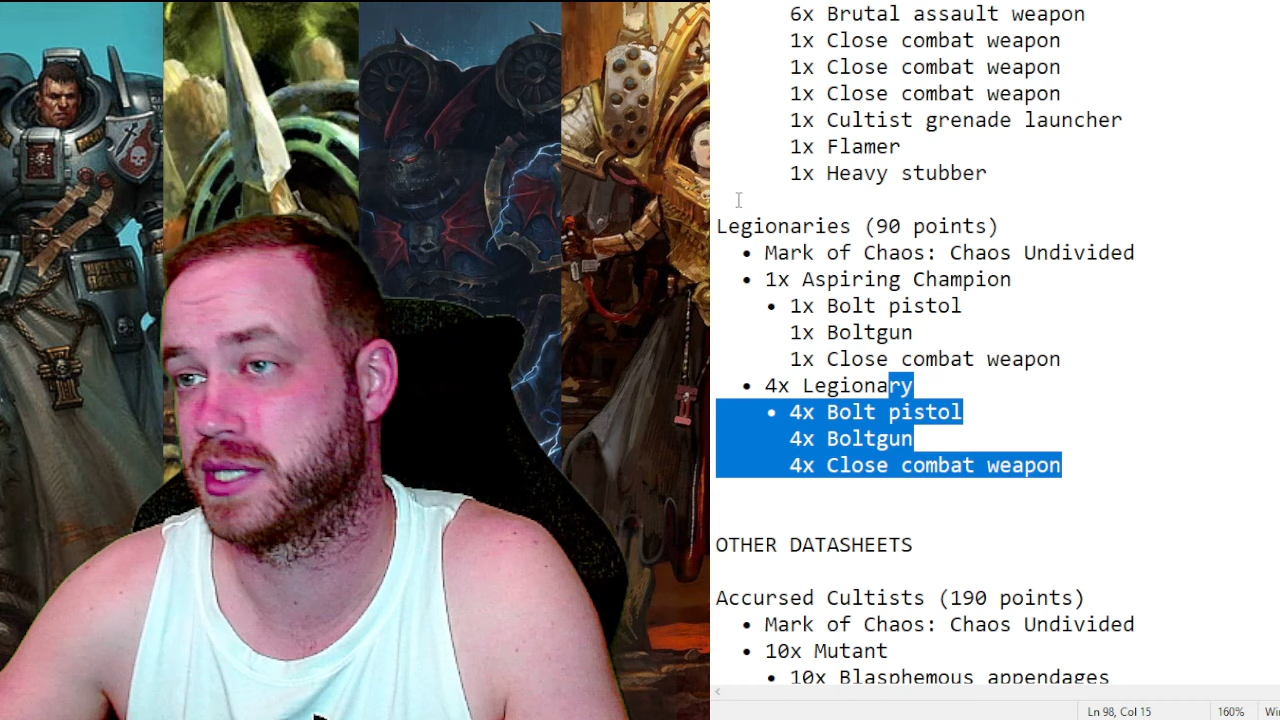 6x Brutal assault weapon
1x Close combat weapon
1x Close combat weapon
1x Close combat weapon
1x Cultist grenade launcher
1x Flamer
1x Heavy stubber
Legionaries (90 points)
• Mark of Chaos: Chaos Undivided
• 1x Aspiring Champion
• 1x Bolt pistol
1x Boltgun
1x Close combat weapon
• 4x Legionary
• 4x Bolt pistol
4x Boltgun
4x Close combat weapon
OTHER DATASHEETS
Accursed Cultists (190 points)
• Mark of Chaos: Chaos Undivided
• 10x Mutant
• 10x Blasphemous appendages
Ln 98, Col 15
160%